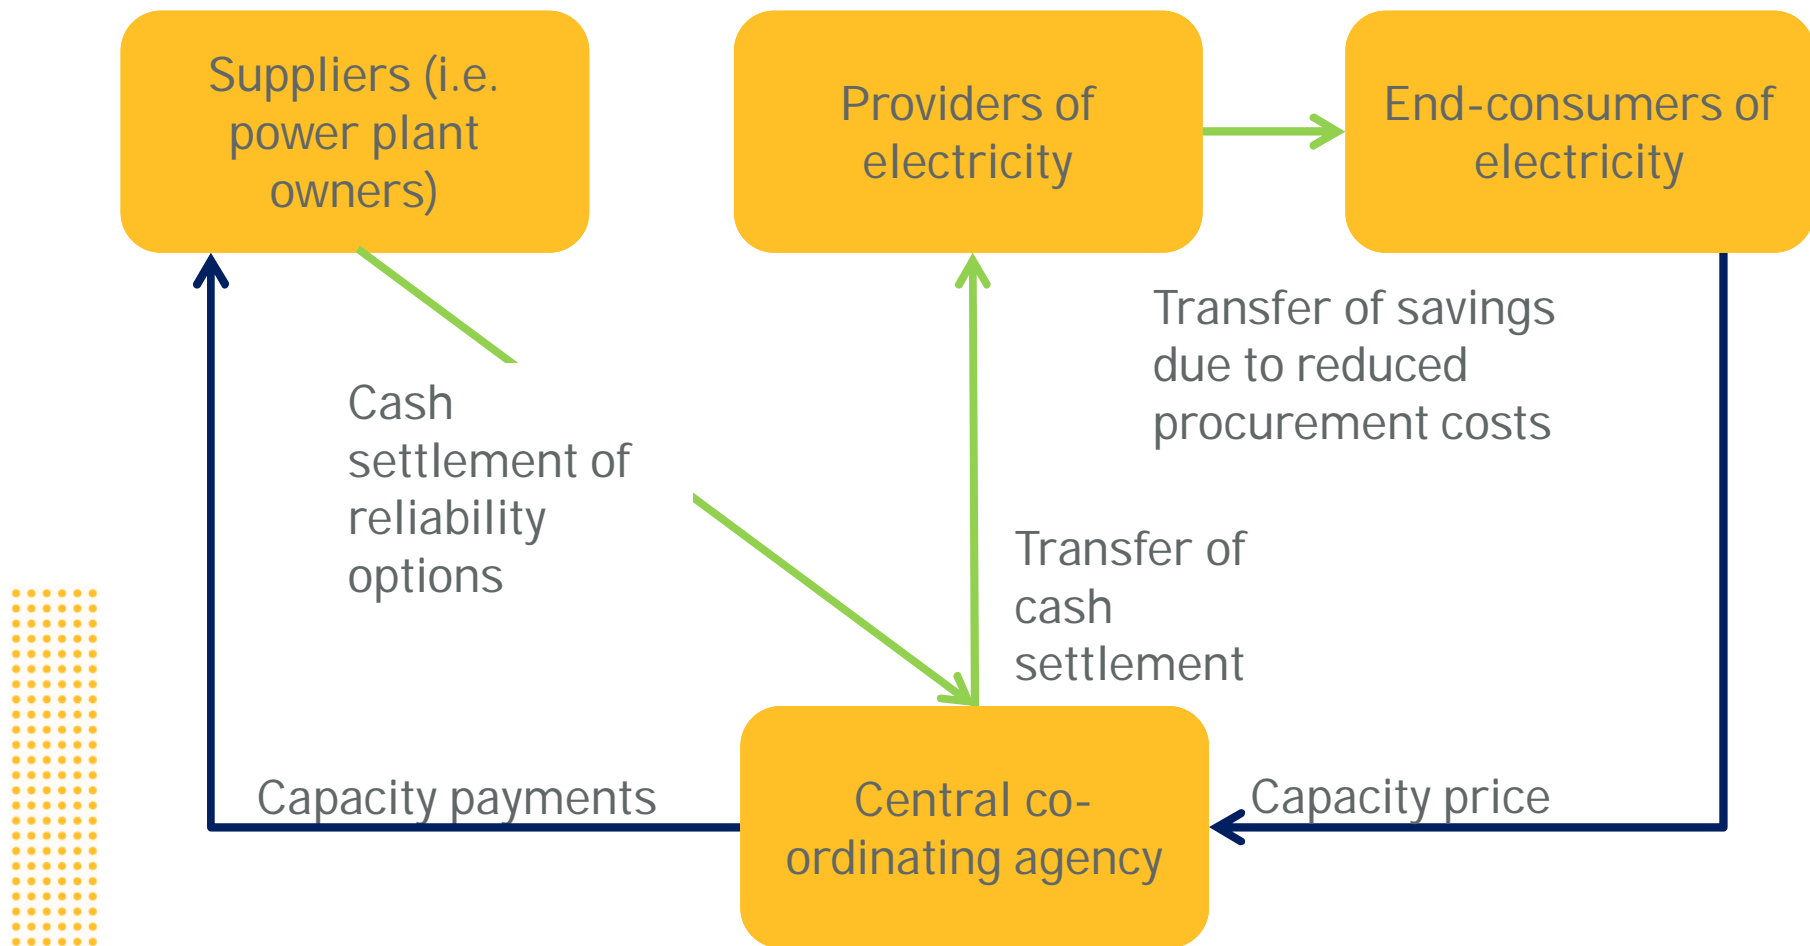 Suppliers (i.e.
power plant
owners)
Providers of
electricity
End-consumers of
electricity
Transfer of savings
due to reduced
procurement costs
Cash
settlement of
reliability
options
Transfer of
cash
settlement
Capacity payments
Central co-
ordinating agency
Capacity price